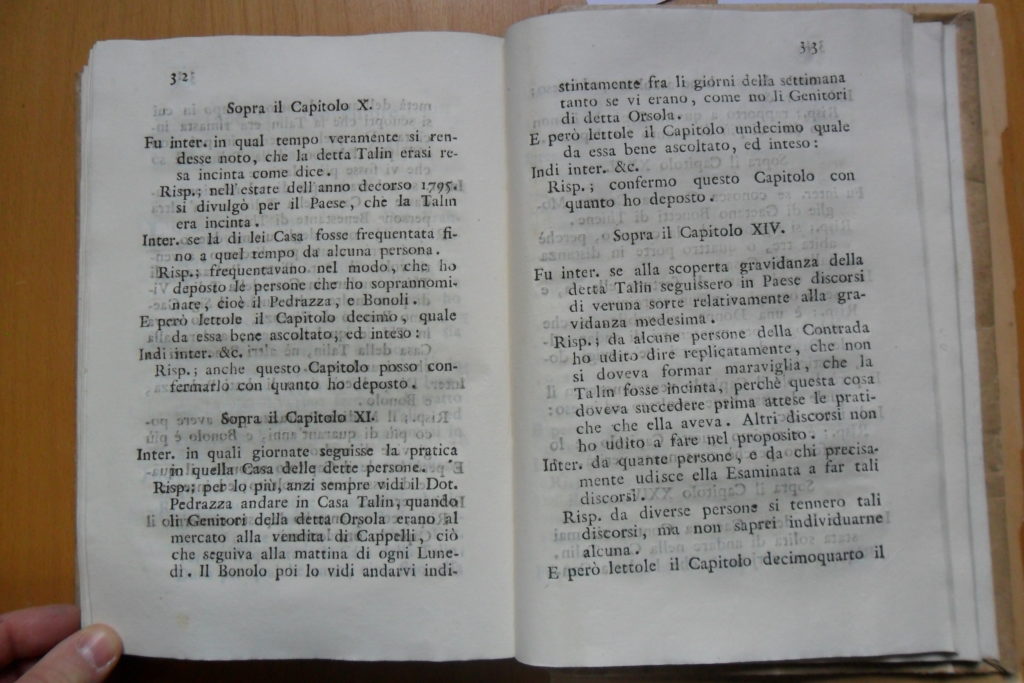 32
Sopra il Capitolo X.
Fu inter. in qual tempo veramente si ren-
desse noto, che la detta Talin erasi re-
sa incinta come dice.
Risp.; nell'estate dell'anno decorso 1795.
si divulgò per il Paese, che la Talin
era incinta.
Inter. se la di lei Casa fosse frequentata fi-
no a quel tempo da alcuna persona.
Risp.; frequentavano nel modo, che ho
deposto le persone che ho soprannomi-
nate, cioè il Pedrazza, e Bonoli.
E però lettole il Capitolo decimo, quale
da essa bene ascoltato, ed inteso:
Indi inter. &c.
Risp.; anche questo Capitolo posso con-
fermarlo con quanto ho deposto.
Sopra il Capitolo XI.
Inter. in quali giornate seguisse la pratica
in quella Casa delle dette persone.
Risp.; per lo più, anzi sempre vidi il Dot.
Pedrazza andare in Casa Talin, quando
li oli Genitori della detta Orsola erano al
mercato alla vendita di Cappelli, ciò
che seguiva alla mattina di ogni Lune-
dì. Il Bonolo poi lo vidi andarvi indi-
33
stintamente fra li giorni della settimana
tanto se vi erano, come no li Genitori
di detta Orsola.
E però lettole il Capitolo undecimo quale
da essa bene ascoltato, ed inteso:
Indi inter. &c.
Risp.; confermo questo Capitolo con
quanto ho deposto.
Sopra il Capitolo XIV.
Fu inter. se alla scoperta gravidanza della
detta Talin seguissero in Paese discorsi
di veruna sorte relativamente alla gra-
vidanza medesima.
Risp.; da alcune persone della Contrada
ho udito dire replicatamente, che non
si doveva formar maraviglia, che la
Talin fosse incinta, perchè questa cosa
doveva succedere prima attese le prati-
che che ella aveva. Altri discorsi non
ho udito a fare nel proposito.
Inter. da quante persone, e da chi precisa-
mente udisce ella Esaminata a far tali
discorsi.
Risp. da diverse persone si tennero tali
discorsi, ma non saprei individuarne
alcuna.
E però lettole il Capitolo decimoquarto il